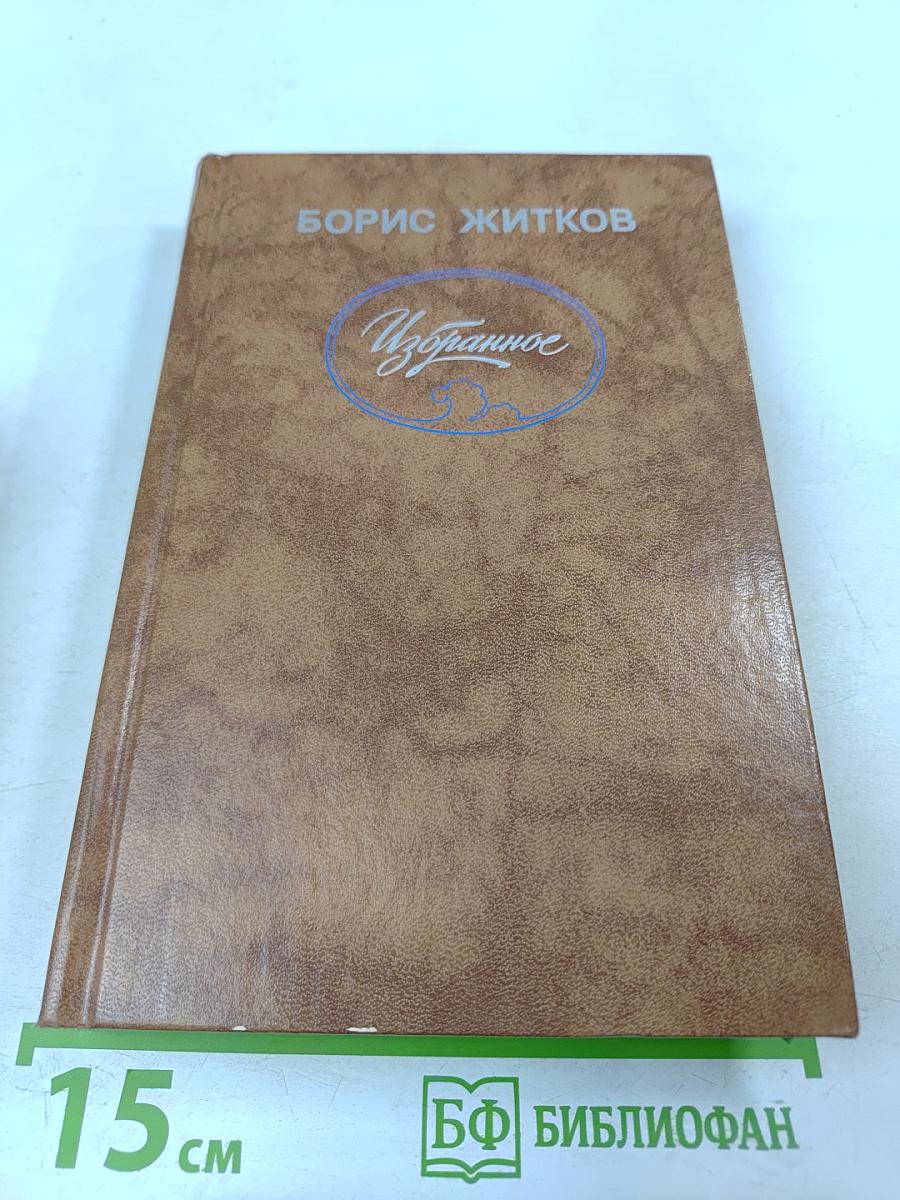 БОРИС ЖИТКОВ
Избранное
15 см
БФ БИБЛИОФАН